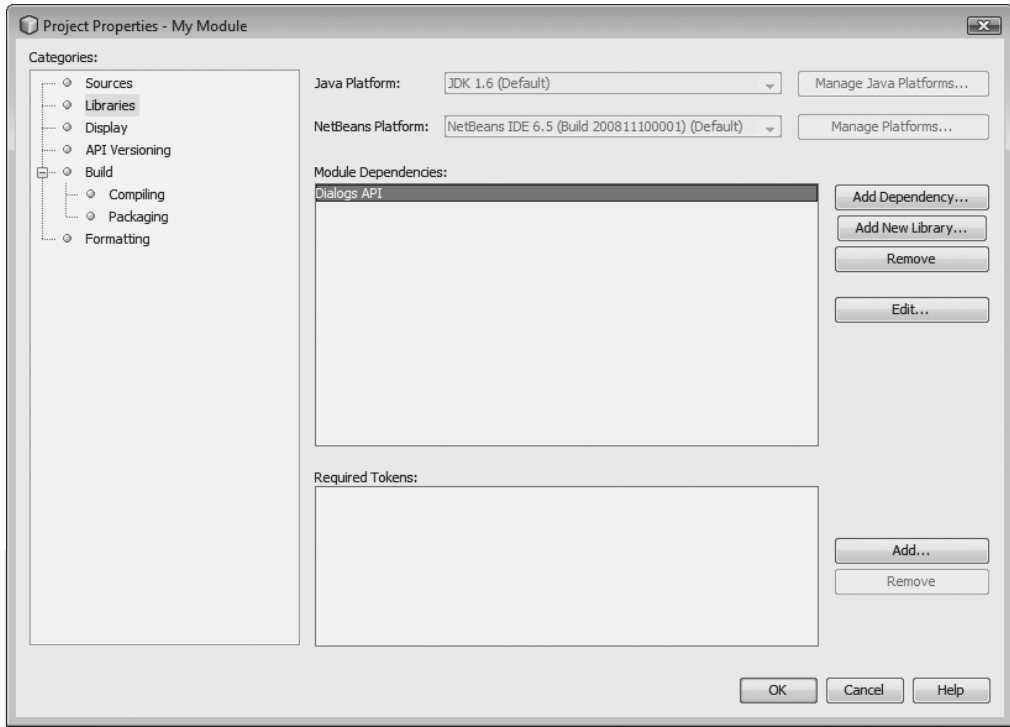 Project Properties - My Module
Categories:
Sources
Libraries
Display
API Versioning
Build
Compiling
Packaging
Formatting
Java Platform: JDK 1.6 (Default) Manage Java Platforms...
NetBeans Platform: NetBeans IDE 6.5 (Build 200811100001) (Default) Manage Platforms...
Module Dependencies:
Dialogs API
Add Dependency...
Add New Library...
Remove
Edit...
Required Tokens:
Add...
Remove
OK Cancel Help